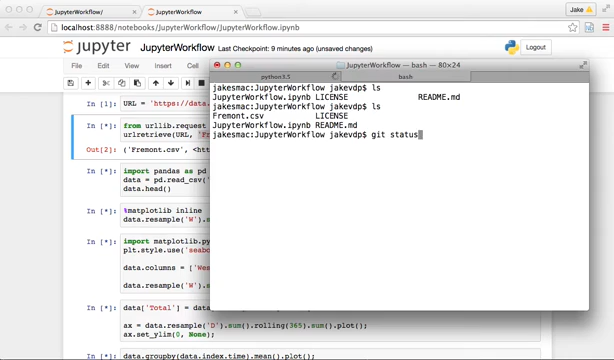 jupyter/
JupyterWorkflow
Jake
localhost:8888/notebooks/JupyterWorkflow/JupyterWorkflow.ipynb
jupyter JupyterWorkflow Last Checkpoint: 9 minutes ago (unsaved changes)
Logout
File Edit View Insert Cell
JupyterWorkflow — bash — 80×24
python3.5 bash
jakesmac:JupyterWorkflow jakevdp$ ls
JupyterWorkflow.ipynb LICENSE README.md
jakesmac:JupyterWorkflow jakevdp$ ls
Fremont.csv LICENSE
JupyterWorkflow.ipynb README.md
jakesmac:JupyterWorkflow jakevdp$ git status
In [1]: URL = 'https://data.
In [*]: from urllib.request
urlretrieve(URL, 'Fr
Out[2]: ('Fremont.csv', <ht
In [*]: import pandas as pd
data = pd.read_csv('
data.head()
In [*]: %matplotlib inline
data.resample('W').s
In [*]: import matplotlib.py
plt.style.use('seabo
data.columns = ['Wes
data.resample('W').s
In [*]: data['Total'] = data
ax = data.resample('D').sum().rolling(365).sum().plot();
ax.set_ylim(0, None);
In [*]: data.groupby(data.index.time).mean().plot();